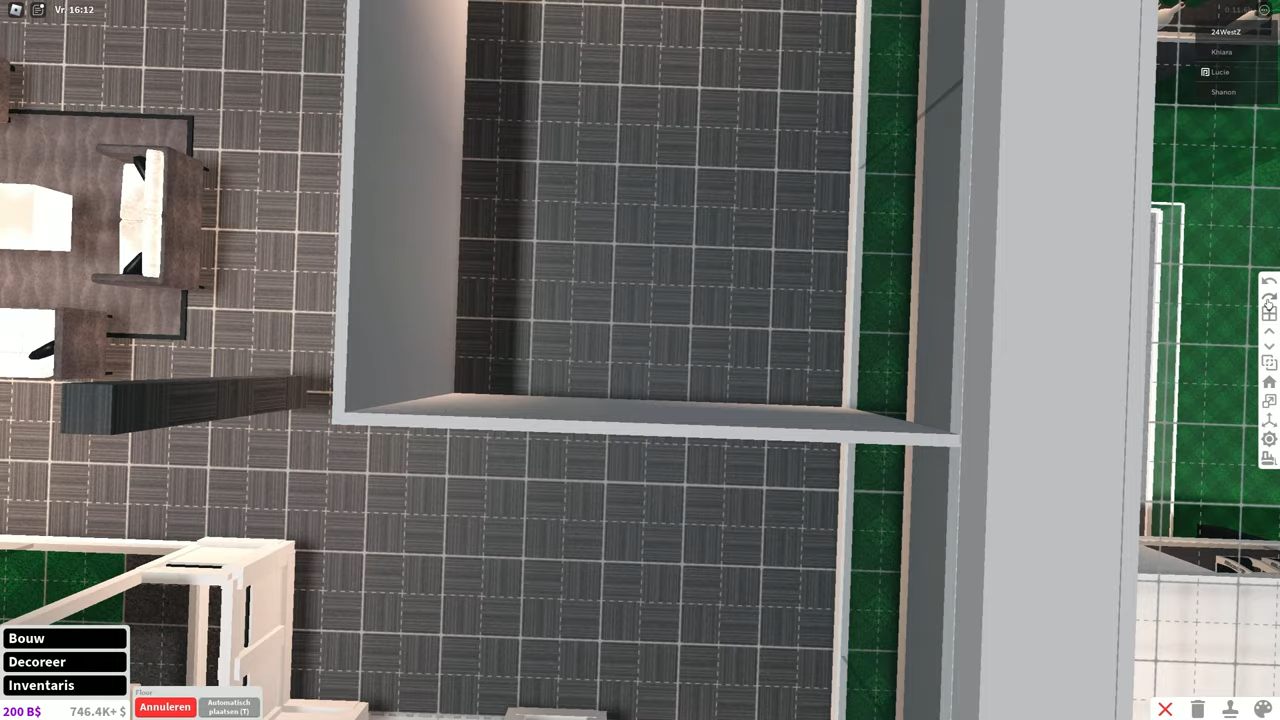 Vr. 16:12
24WestZ
Khiara
Lucie
Shanon
Bouw
Decoreer
Inventaris
200 B$ 746.4K+ $
Floor
Annuleren
Automatisch
plaatsen (T)